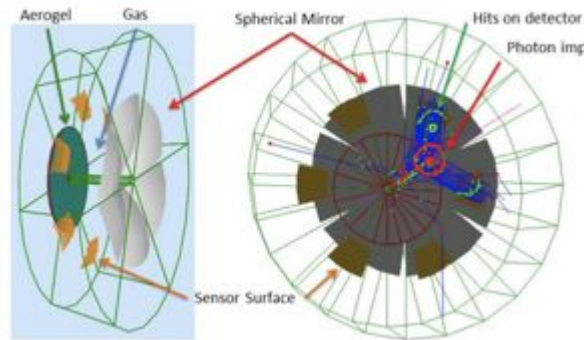 Aerogel
Gas
Spherical Mirror
Hits on detector
Photon imp
Sensor Surface